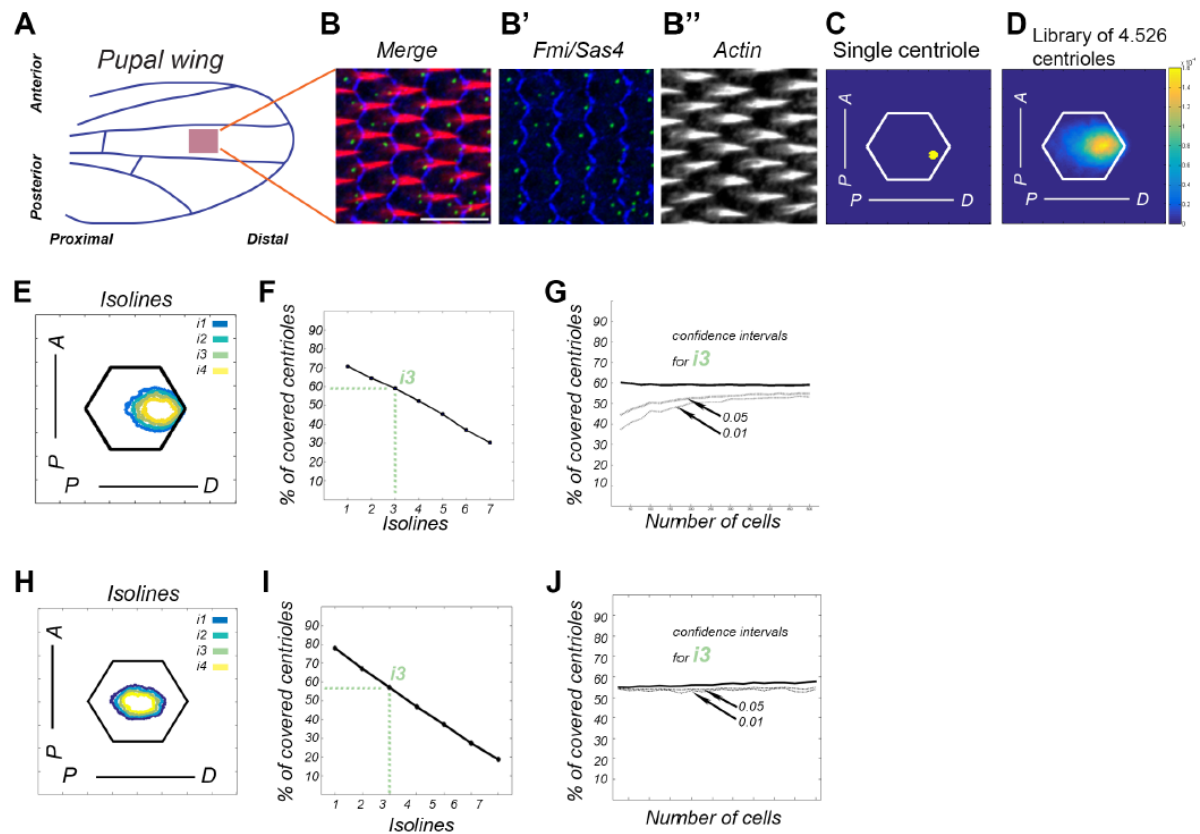 A
Pupal wing
Anterior
Posterior
Proximal
Distal
B
Merge
B'
Fmi/Sas4
B"
Actin
C
Single centriole
A
P
P
D
D
Library of 4.526
centrioles
A
P
P
D
E
Isolines
i1
i2
i3
i4
A
P
P
D
F
% of covered centrioles
90
80
70
60
50
40
30
20
10
i3
1 2 3 4 5 6 7
Isolines
G
% of covered centrioles
90
80
70
60
50
40
30
20
10
confidence intervals
for i3
0.05
0.01
Number of cells
H
Isolines
i1
i2
i3
i4
A
P
P
D
I
% of covered centrioles
90
80
70
60
50
40
30
20
10
i3
1 2 3 4 5 6 7
Isolines
J
% of covered centrioles
90
80
70
60
50
40
30
20
10
confidence intervals
for i3
0.05
0.01
Number of cells